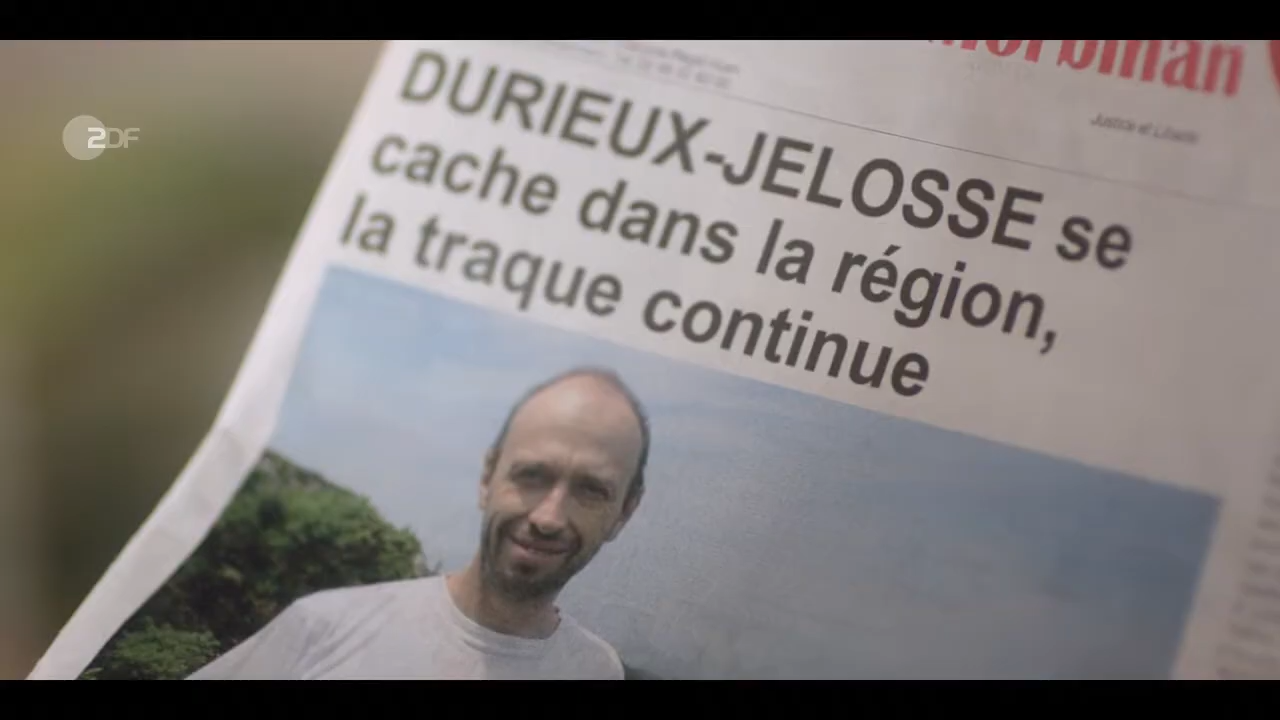 morbihan
Justice et Liberté
DURIEUX-JELOSSE se
cache dans la région,
la traque continue
ZDF